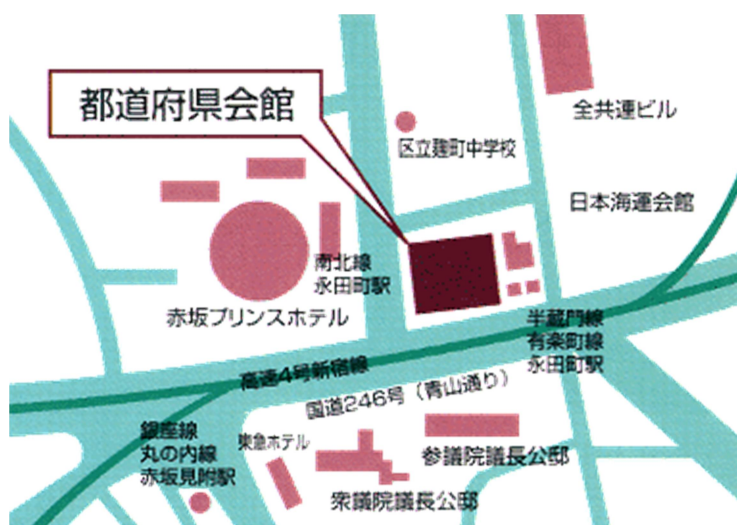 都道府県会館
全共連ビル
区立麹町中学校
日本海運会館
南北線
永田町駅
赤坂プリンスホテル
半蔵門線
有楽町線
永田町駅
高速4号新宿線
国道246号（青山通り）
銀座線
丸の内線
赤坂見附駅
東急ホテル
参議院議長公邸
衆議院議長公邸